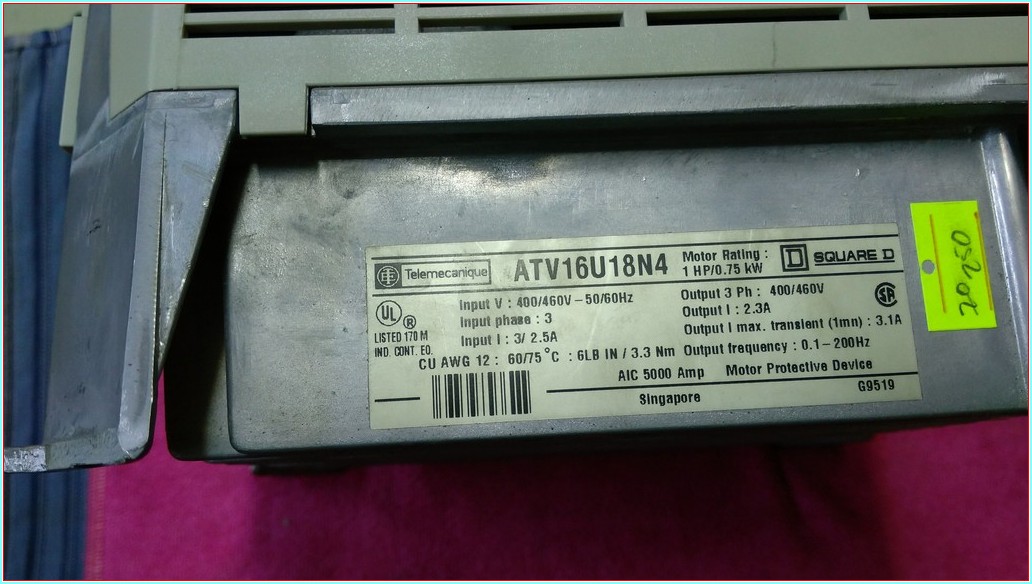 Telemecanique ATV16U18N4 Motor Rating : 1 HP/0.75 kW SQUARE D
Input V : 400/460V – 50/60Hz
Input phase : 3
Input I : 3/ 2.5A
Output 3 Ph : 400/460V
Output I : 2.3A
Output I max. transient (1mn) : 3.1A
Output frequency : 0.1 – 200Hz
UL R
LISTED 170 M
IND. CONT. EQ.
SA
CU AWG 12 : 60/75 °C : 6LB IN / 3.3 Nm
AIC 5000 Amp Motor Protective Device
Singapore G9519
20250